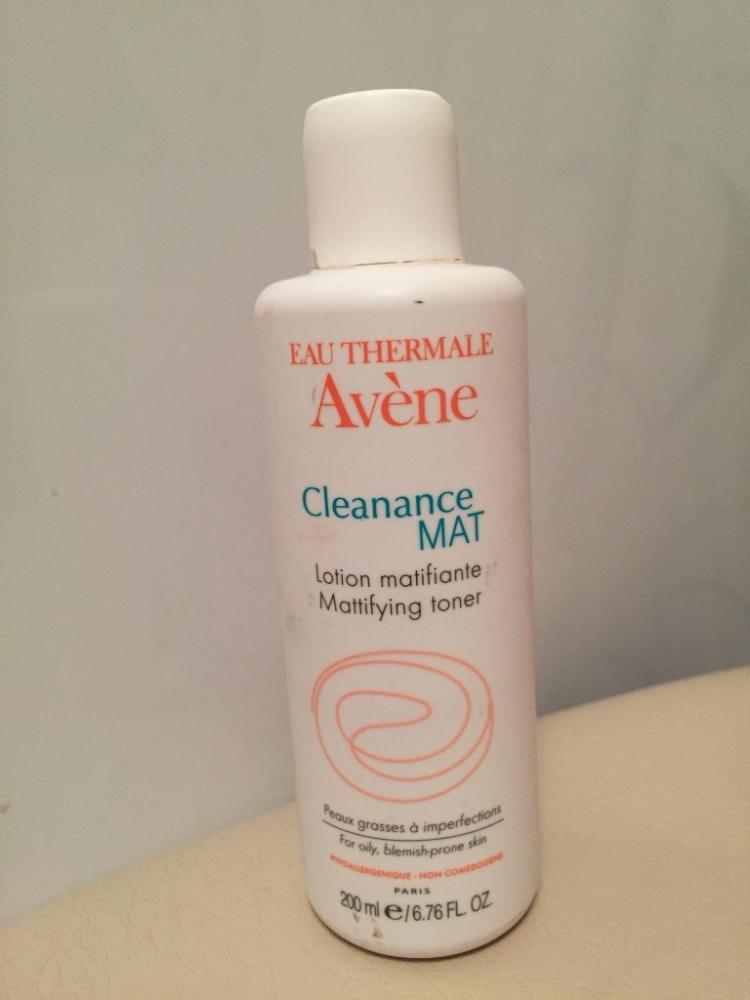 EAU THERMALE
Avène
Cleanance
MAT
Lotion matifiante
Mattifying toner
Peaux grasses à imperfections
For oily, blemish-prone skin
HYPOALLERGENIQUE - NON COMEDOGENE
PARIS
200 ml e/6.76 FL. OZ.